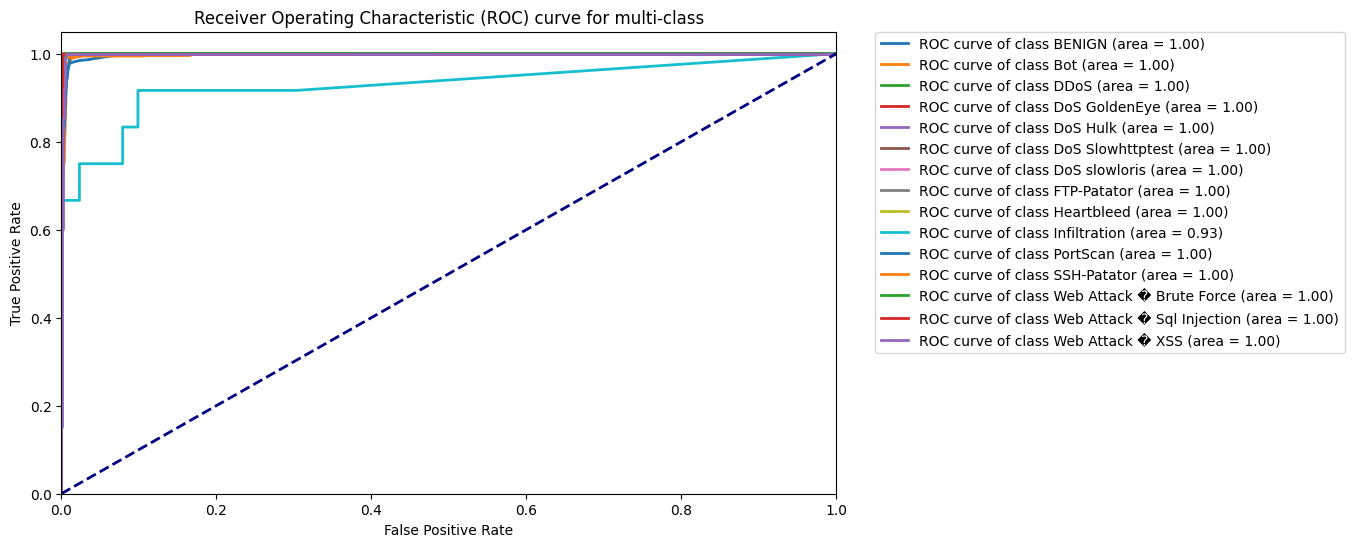 Receiver Operating Characteristic (ROC) curve for multi-class
1.0
0.8
0.6
0.4
0.2
0.0
True Positive Rate
0.0 0.2 0.4 0.6 0.8 1.0
False Positive Rate
ROC curve of class BENIGN (area = 1.00)
ROC curve of class Bot (area = 1.00)
ROC curve of class DDoS (area = 1.00)
ROC curve of class DoS GoldenEye (area = 1.00)
ROC curve of class DoS Hulk (area = 1.00)
ROC curve of class DoS Slowhttptest (area = 1.00)
ROC curve of class DoS slowloris (area = 1.00)
ROC curve of class FTP-Patator (area = 1.00)
ROC curve of class Heartbleed (area = 1.00)
ROC curve of class Infiltration (area = 0.93)
ROC curve of class PortScan (area = 1.00)
ROC curve of class SSH-Patator (area = 1.00)
ROC curve of class Web Attack � Brute Force (area = 1.00)
ROC curve of class Web Attack � Sql Injection (area = 1.00)
ROC curve of class Web Attack � XSS (area = 1.00)